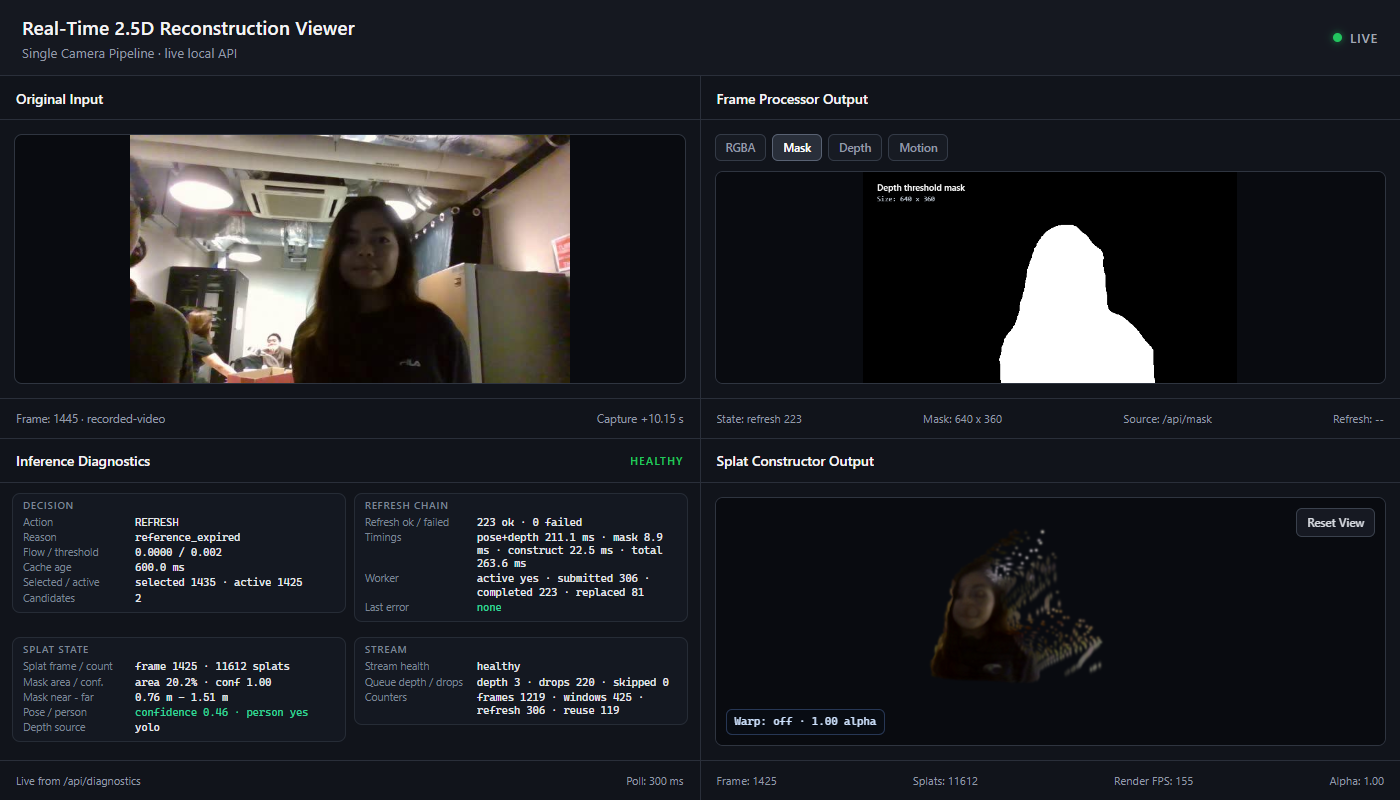 Real-Time 2.5D Reconstruction Viewer
Single Camera Pipeline · live local API
LIVE
Original Input
FILA
Frame: 1445 · recorded-video
Capture +10.15 s
Frame Processor Output
RGBA
Mask
Depth
Motion
Depth threshold mask
Size: 640 x 360
State: refresh 223
Mask: 640 x 360
Source: /api/mask
Refresh: --
Inference Diagnostics
HEALTHY
DECISION
Action REFRESH
Reason reference_expired
Flow / threshold 0.0000 / 0.002
Cache age 600.0 ms
Selected / active selected 1435 · active 1425
Candidates 2
REFRESH CHAIN
Refresh ok / failed 223 ok · 0 failed
Timings pose+depth 211.1 ms · mask 8.9
ms · construct 22.5 ms · total
263.6 ms
Worker active yes · submitted 306 ·
completed 223 · replaced 81
Last error none
SPLAT STATE
Splat frame / count frame 1425 · 11612 splats
Mask area / conf. area 20.2% · conf 1.00
Mask near - far 0.76 m – 1.51 m
Pose / person confidence 0.46 · person yes
Depth source yolo
STREAM
Stream health healthy
Queue depth / drops depth 3 · drops 220 · skipped 0
Counters frames 1219 · windows 425 ·
refresh 306 · reuse 119
Live from /api/diagnostics
Poll: 300 ms
Splat Constructor Output
Reset View
Warp: off · 1.00 alpha
Frame: 1425
Splats: 11612
Render FPS: 155
Alpha: 1.00